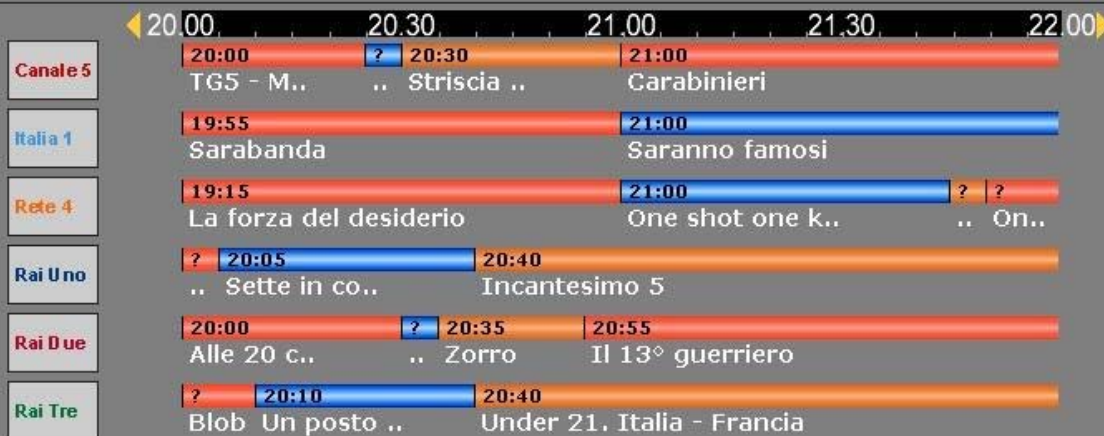 20.00 20.30 21.00 21.30 22.00
Canale 5
20:00 ? 20:30 21:00
TG5 - M.. .. Striscia .. Carabinieri
Italia 1
19:55 21:00
Sarabanda Saranno famosi
Rete 4
19:15 21:00 ? ?
La forza del desiderio One shot one k.. .. On..
Rai Uno
? 20:05 20:40
.. Sette in co.. Incantesimo 5
Rai Due
20:00 ? 20:35 20:55
Alle 20 c.. .. Zorro Il 13° guerriero
Rai Tre
? 20:10 20:40
Blob Un posto .. Under 21. Italia - Francia